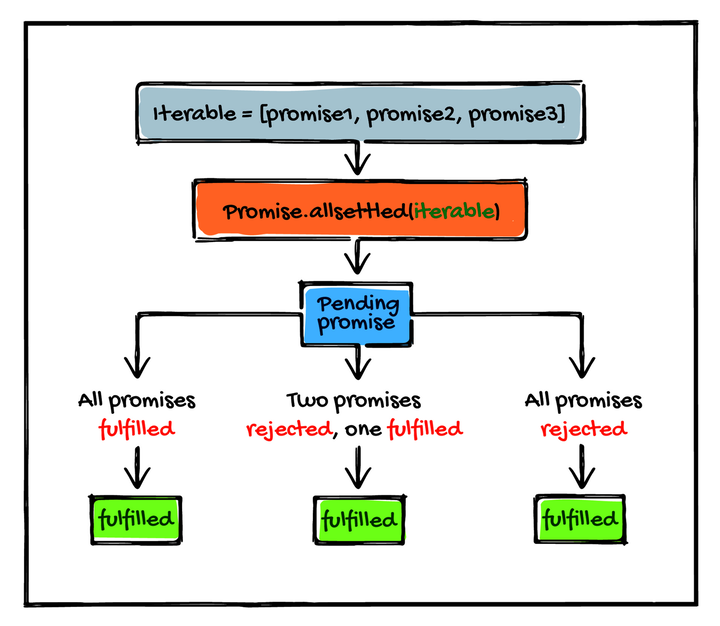 Iterable = [promise1, promise2, promise3]
Promise.allsettled(iterable)
Pending
promise
All promises
fulfilled
Two promises
rejected, one fulfilled
All promises
rejected
fulfilled
fulfilled
fulfilled